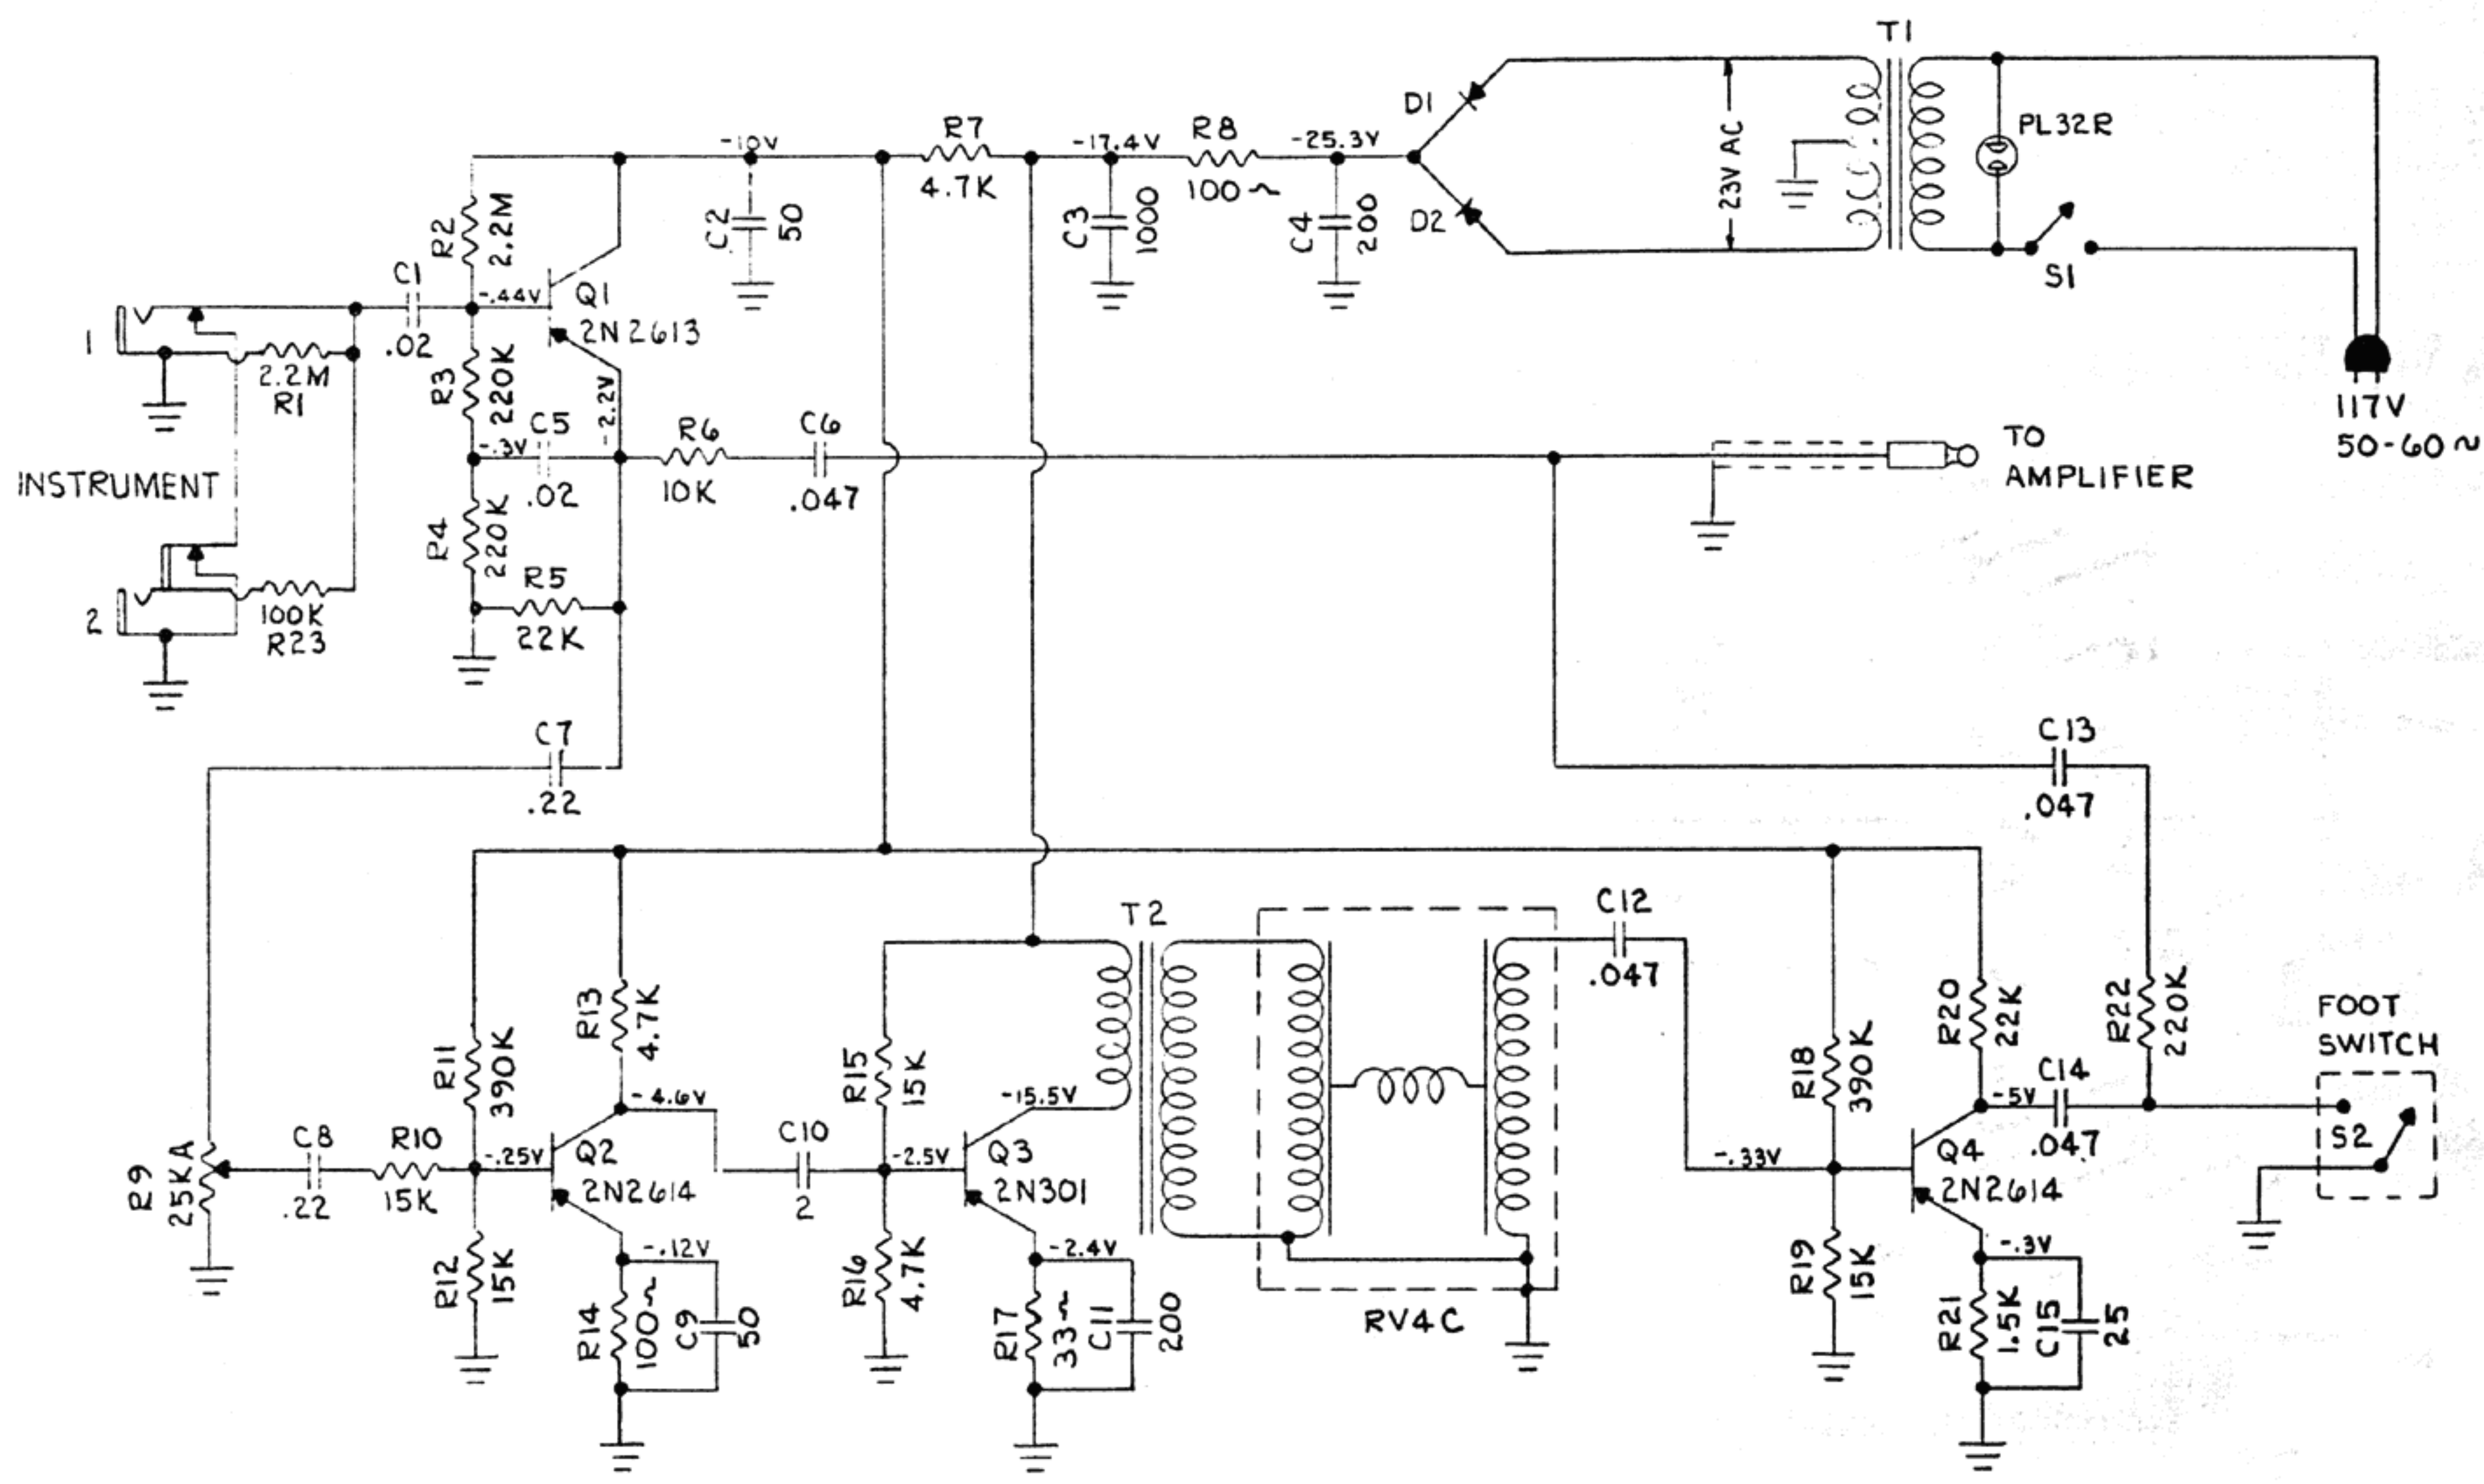 T1
D1
D2
23V AC
PL32R
S1
117V
50-60~
-10V
R7
4.7K
-17.4V
R8
100~
-25.3V
C2
50
C3
1000
C4
200
R2
2.2M
C1
.02
-.44V
Q1
2N2613
1
2.2M
R1
R3
220K
-2.2V
-.3V
C5
.02
R6
10K
C6
.047
TO
AMPLIFIER
INSTRUMENT
R4
220K
R5
22K
2
100K
R23
C7
.22
C13
.047
T2
C12
.047
R13
4.7K
R11
390K
R15
15K
-15.5V
-4.6V
R18
390K
R20
22K
R22
220K
FOOT
SWITCH
-5V
C14
.047
S2
R9
25KA
C8
.22
R10
15K
-.25V
Q2
2N2614
C10
2
-2.5V
Q3
2N301
-.33V
Q4
2N2614
R12
15K
-.12V
R14
100~
C9
50
R16
4.7K
-2.4V
R17
33~
C11
200
RV4C
R19
15K
-.3V
R21
1.5K
C15
25